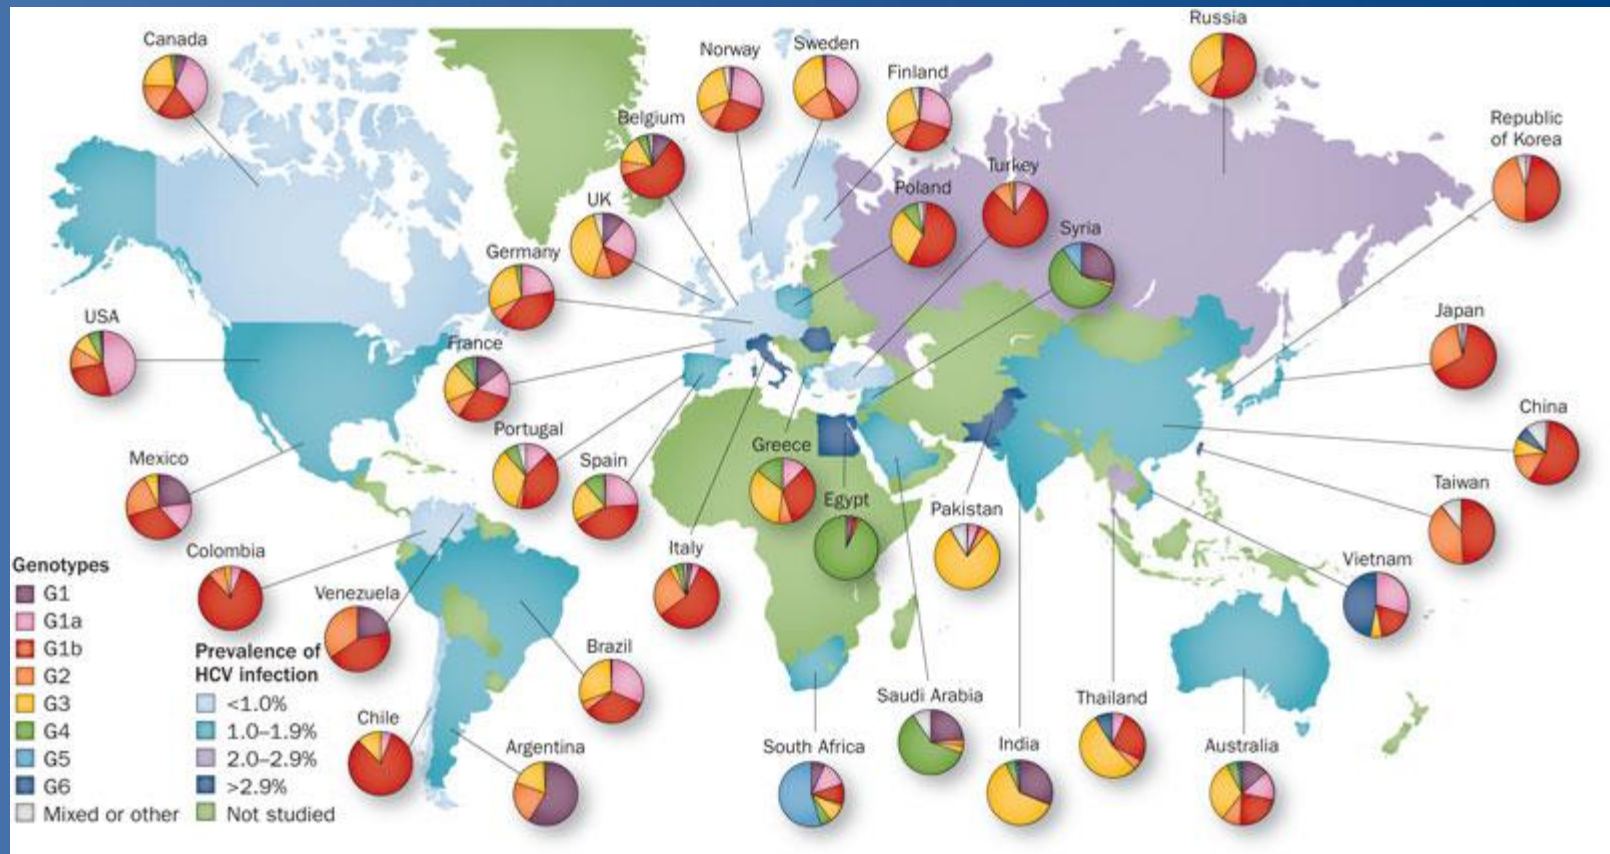 Russia
Canada
Norway
Sweden
Finland
Belgium
Republic
of Korea
Turkey
Poland
UK
Syria
Germany
Japan
USA
France
China
Portugal
Greece
Mexico
Spain
Taiwan
Egypt
Pakistan
Italy
Colombia
Vietnam
Genotypes
G1
G1a
G1b
G2
G3
G4
G5
G6
Mixed or other
Venezuela
Prevalence of
HCV infection
<1.0%
1.0–1.9%
2.0–2.9%
>2.9%
Not studied
Brazil
Saudi Arabia
Thailand
Chile
Argentina
South Africa
India
Australia